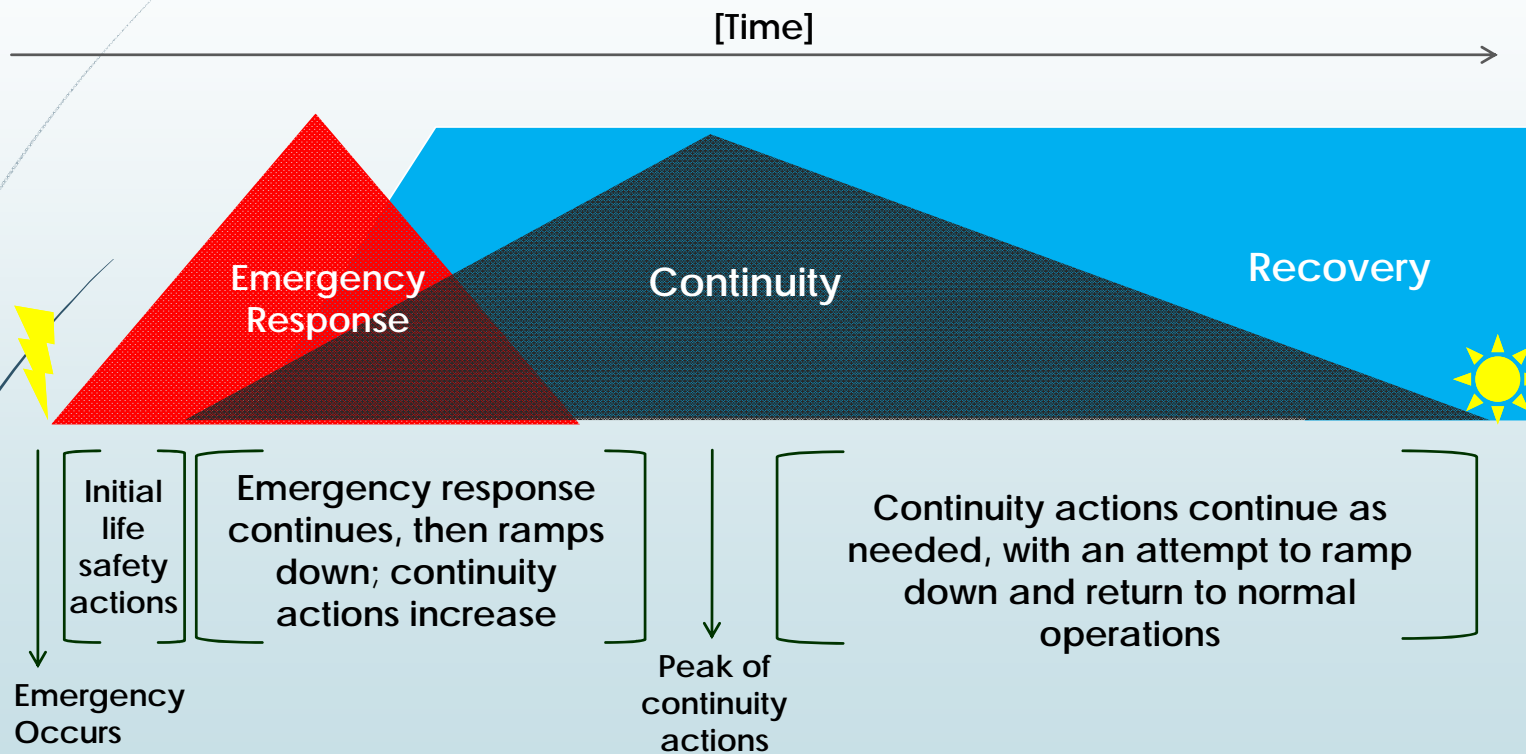 [Time]
Emergency
Response
Continuity
Recovery
Initial
life
safety
actions
Emergency response
continues, then ramps
down; continuity
actions increase
Continuity actions continue as
needed, with an attempt to ramp
down and return to normal
operations
Emergency
Occurs
Peak of
continuity
actions